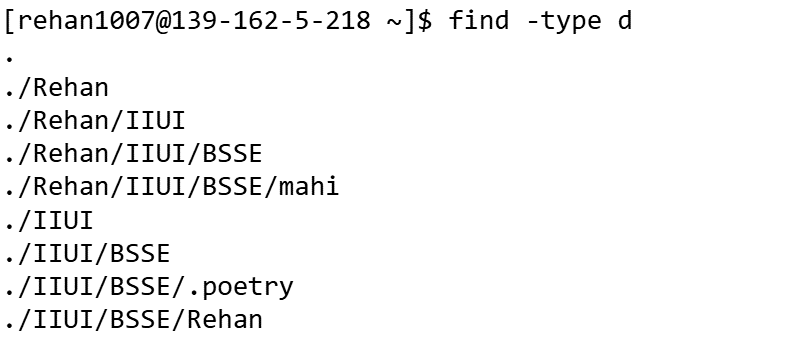 [rehan1007@139-162-5-218 ~]$ find -type d
.
./Rehan
./Rehan/IIUI
./Rehan/IIUI/BSSE
./Rehan/IIUI/BSSE/mahi
./IIUI
./IIUI/BSSE
./IIUI/BSSE/.poetry
./IIUI/BSSE/Rehan